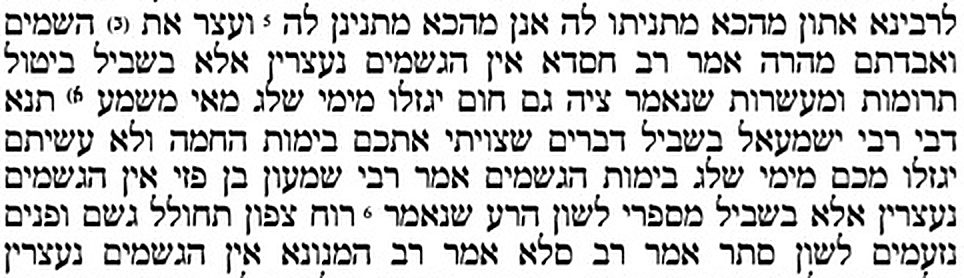 לרבינא אתון מהכא מתניתו לה אנן מהכא מתנינן לה 5 ועצר את (3) השמים
ואבדתם מהרה אמר רב חסדא אין הגשמים נעצרין אלא בשביל ביטול
תרומות ומעשרות שנאמר ציה גם חום יגזלו מימי שלג מאי משמע תנא
דבי רבי ישמעאל בשביל דברים שצויתי אתכם בימות החמה ולא עשיתם
יגזלו מכם מימי שלג בימות הגשמים אמר רבי שמעון בן פזי אין הגשמים
נעצרין אלא בשביל מספרי לשון הרע שנאמר 6 רוח צפון תחולל גשם ופנים
נזעמים לשון סתר אמר רב סלא אמר רב המנונא אין הגשמים נעצרין